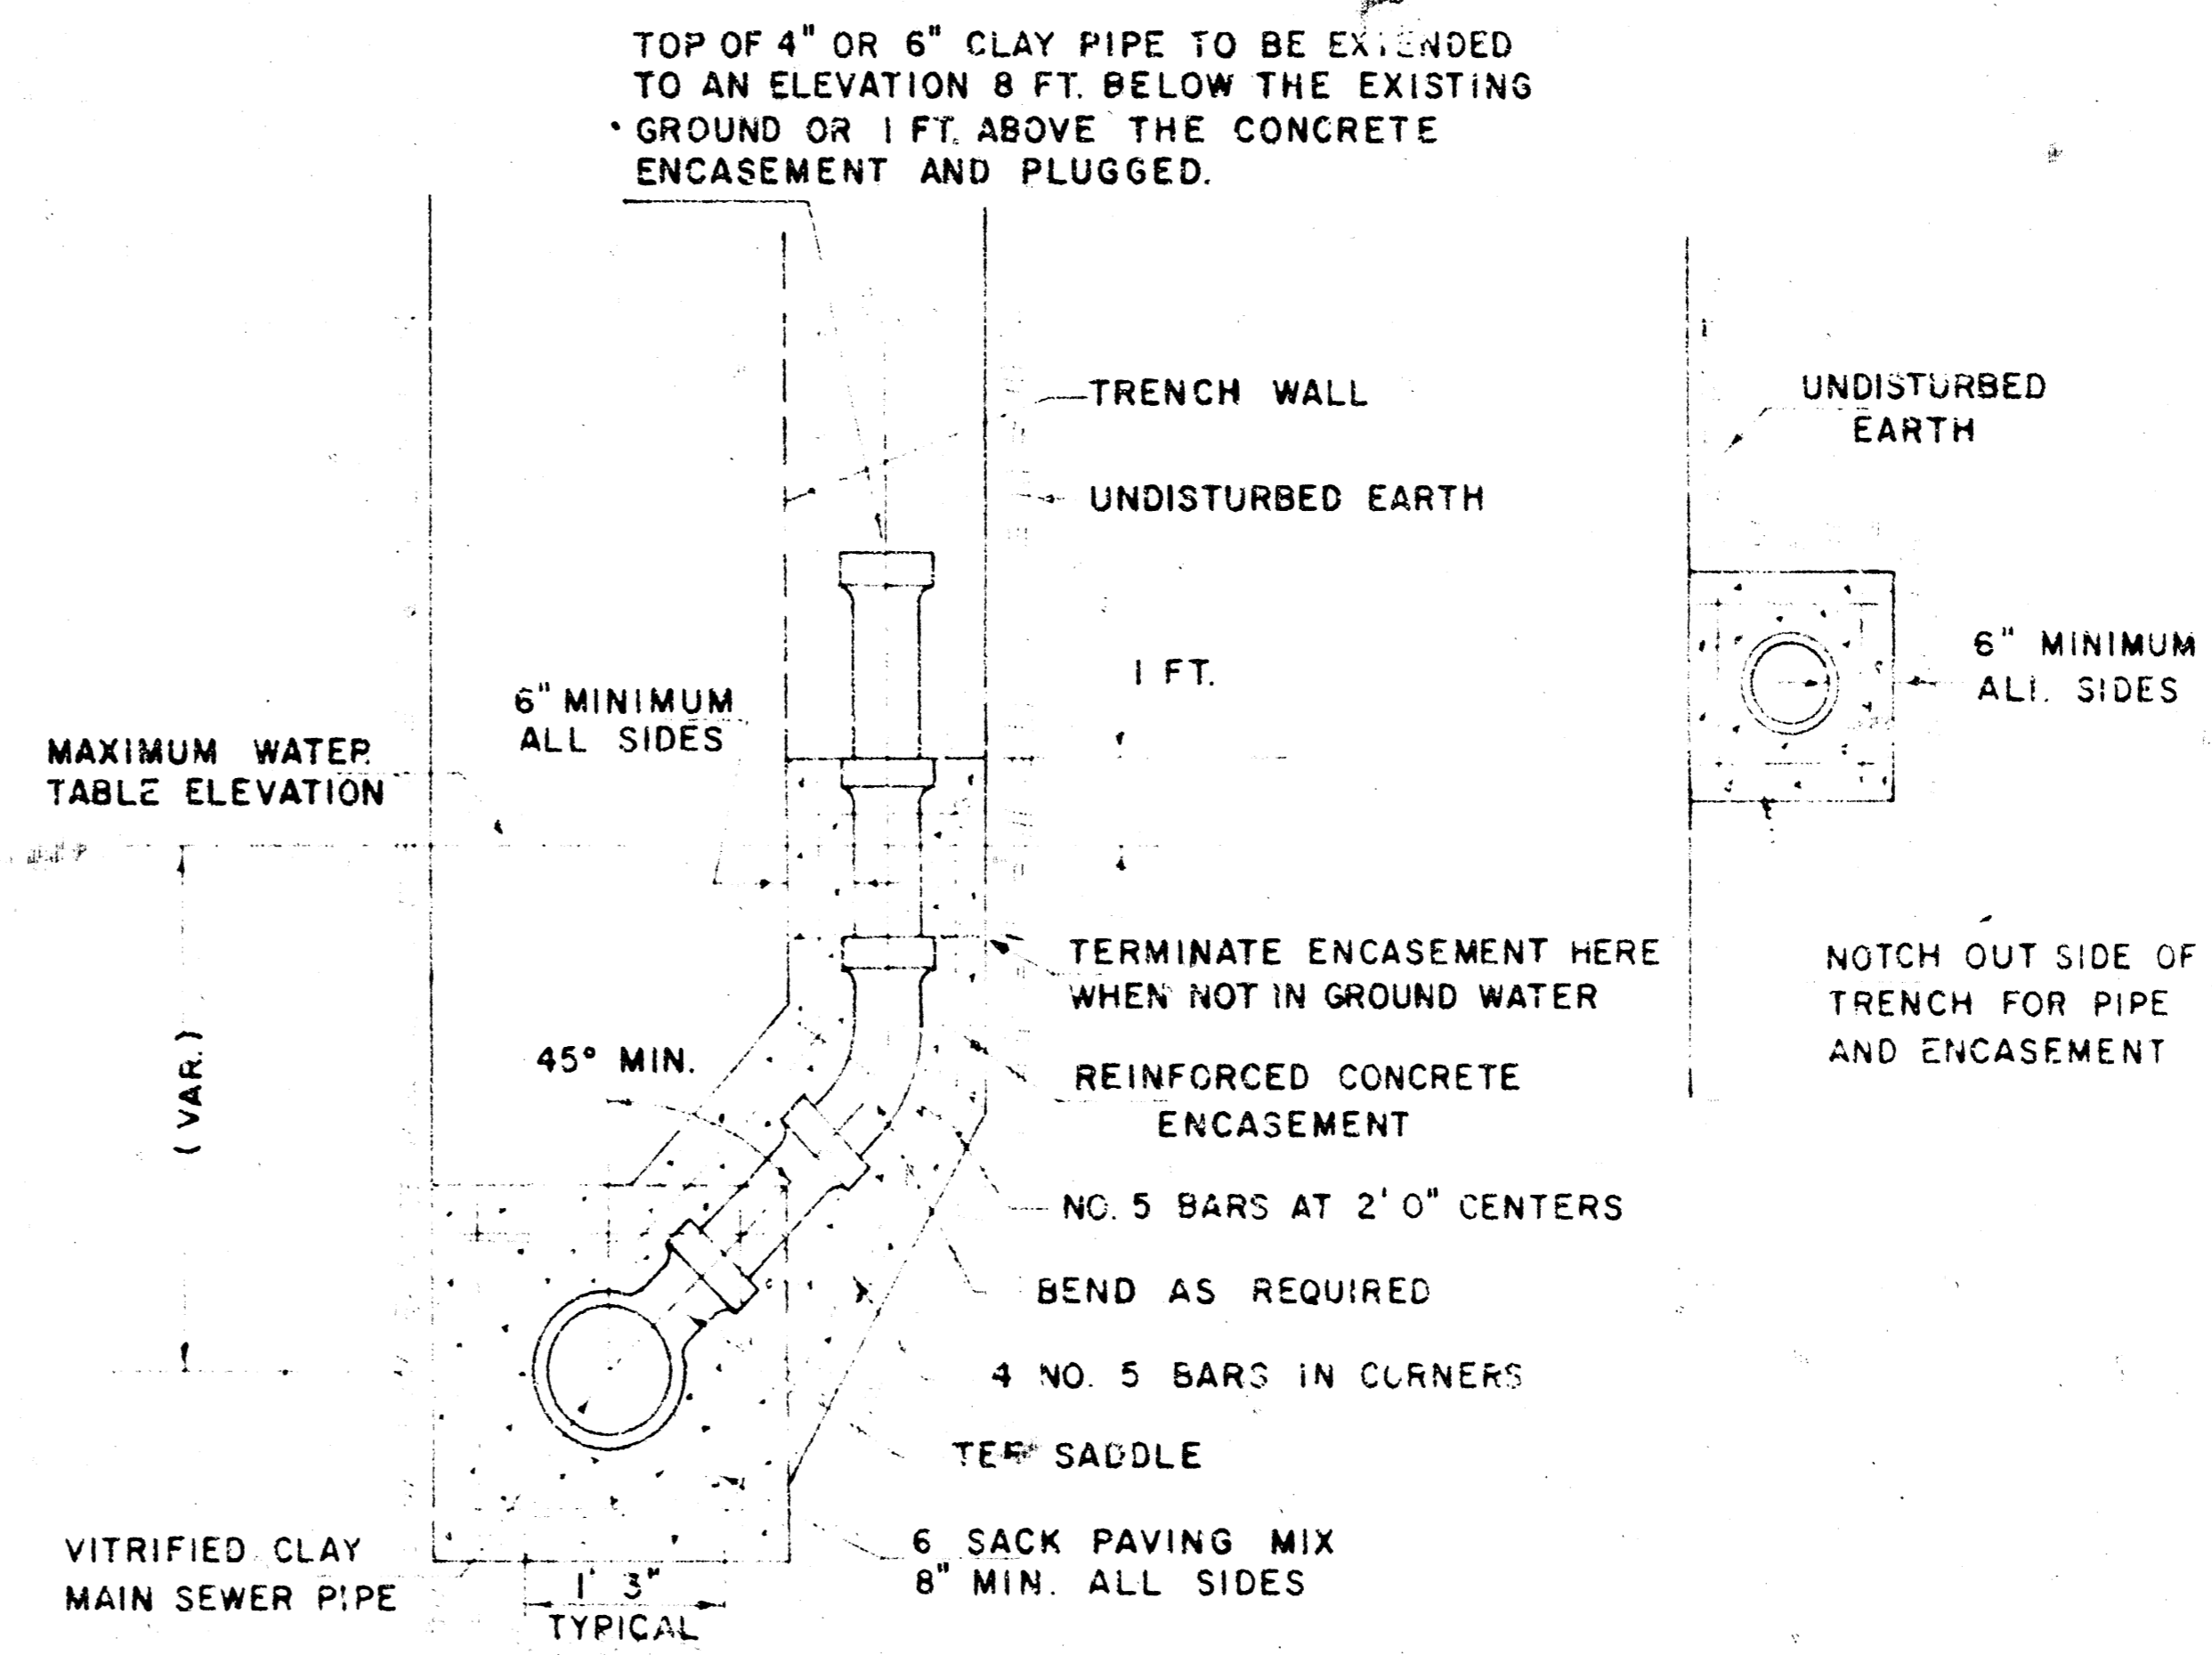 TOP OF 4" OR 6" CLAY PIPE TO BE EXTENDED
TO AN ELEVATION 8 FT. BELOW THE EXISTING
GROUND OR 1 FT. ABOVE THE CONCRETE
ENCASEMENT AND PLUGGED.
TRENCH WALL
UNDISTURBED EARTH
UNDISTURBED
EARTH
1 FT.
6" MINIMUM
ALL SIDES
6" MINIMUM
ALL SIDES
MAXIMUM WATER
TABLE ELEVATION
TERMINATE ENCASEMENT HERE
WHEN NOT IN GROUND WATER
NOTCH OUT SIDE OF
TRENCH FOR PIPE
AND ENCASEMENT
(VAR.)
45° MIN.
REINFORCED CONCRETE
ENCASEMENT
NO. 5 BARS AT 2' 0" CENTERS
BEND AS REQUIRED
4 NO. 5 BARS IN CORNERS
SADDLE
VITRIFIED CLAY
MAIN SEWER PIPE
6 SACK PAVING MIX
8" MIN. ALL SIDES
1' 3"
TYPICAL